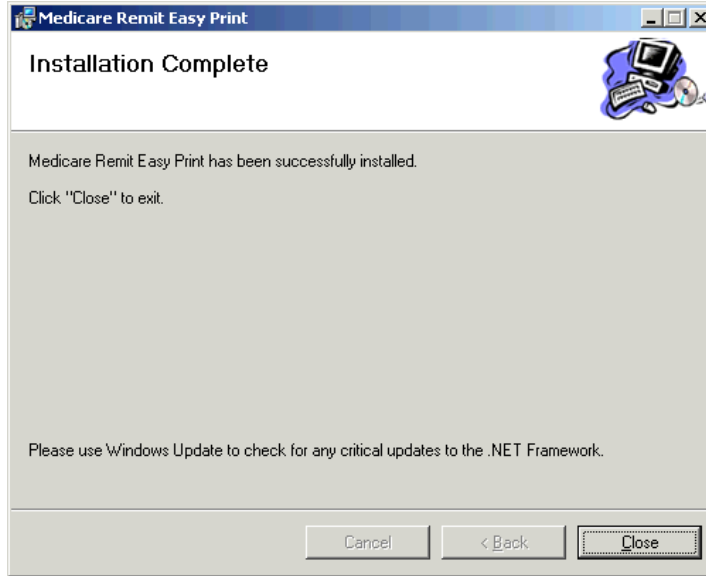 Medicare Remit Easy Print
Installation Complete
Medicare Remit Easy Print has been successfully installed.
Click "Close" to exit.
Please use Windows Update to check for any critical updates to the .NET Framework.
Cancel
< Back
Close